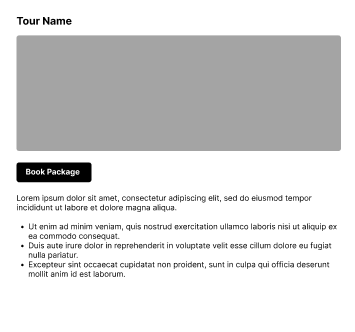 Tour Name
Book Package
Lorem ipsum dolor sit amet, consectetur adipiscing elit, sed do eiusmod tempor
incididunt ut labore et dolore magna aliqua.
• Ut enim ad minim veniam, quis nostrud exercitation ullamco laboris nisi ut aliquip ex
ea commodo consequat.
• Duis aute irure dolor in reprehenderit in voluptate velit esse cillum dolore eu fugiat
nulla pariatur.
• Excepteur sint occaecat cupidatat non proident, sunt in culpa qui officia deserunt
mollit anim id est laborum.